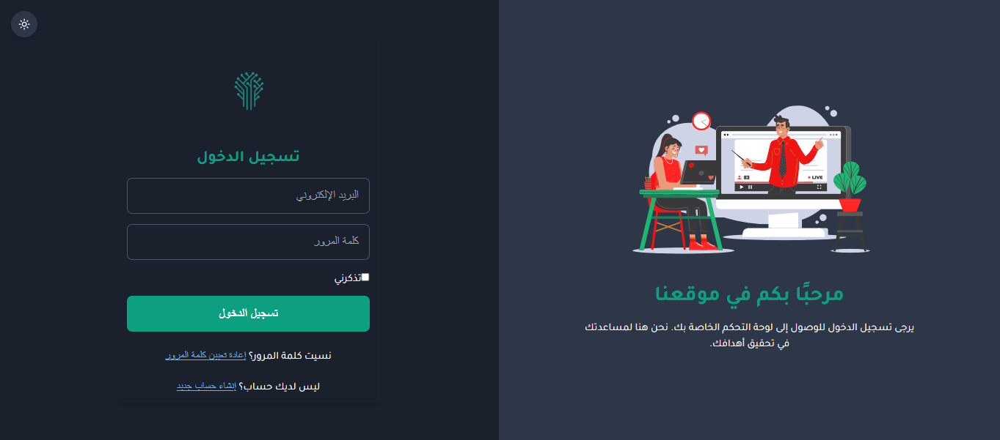 83
LIVE
مرحبًا بكم في موقعنا
يرجى تسجيل الدخول للوصول إلى لوحة التحكم الخاصة بك. نحن هنا لمساعدتك
في تحقيق أهدافك.
تسجيل الدخول
البريد الإلكتروني
كلمة المرور
تذكرني
تسجيل الدخول
نسيت كلمة المرور؟ إعادة تعيين كلمة المرور
ليس لديك حساب؟ إنشاء حساب جديد